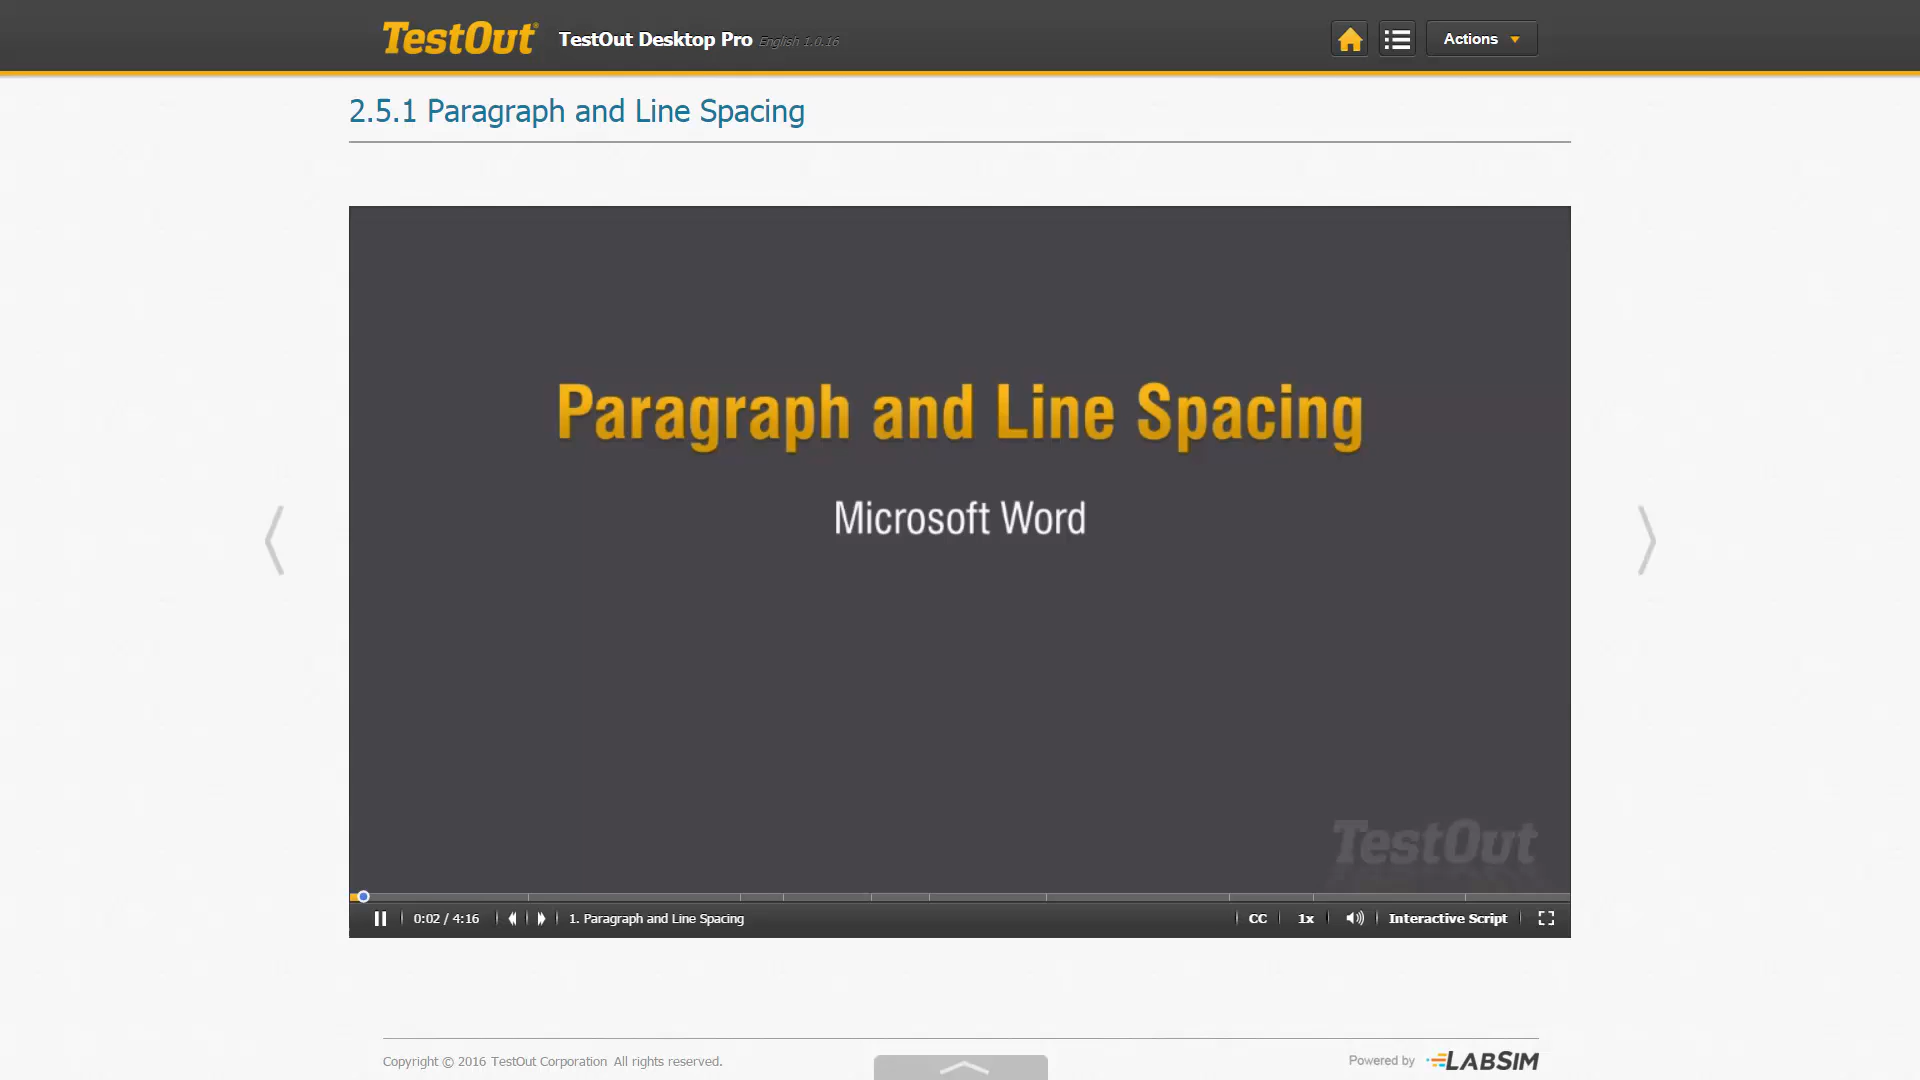 TestOut® TestOut Desktop Pro English 1.0.16 Actions
2.5.1 Paragraph and Line Spacing
Paragraph and Line Spacing
Microsoft Word
TestOut
0:02 / 4:16 1. Paragraph and Line Spacing CC 1x Interactive Script
Copyright © 2016 TestOut Corporation All rights reserved. Powered by LABSIM